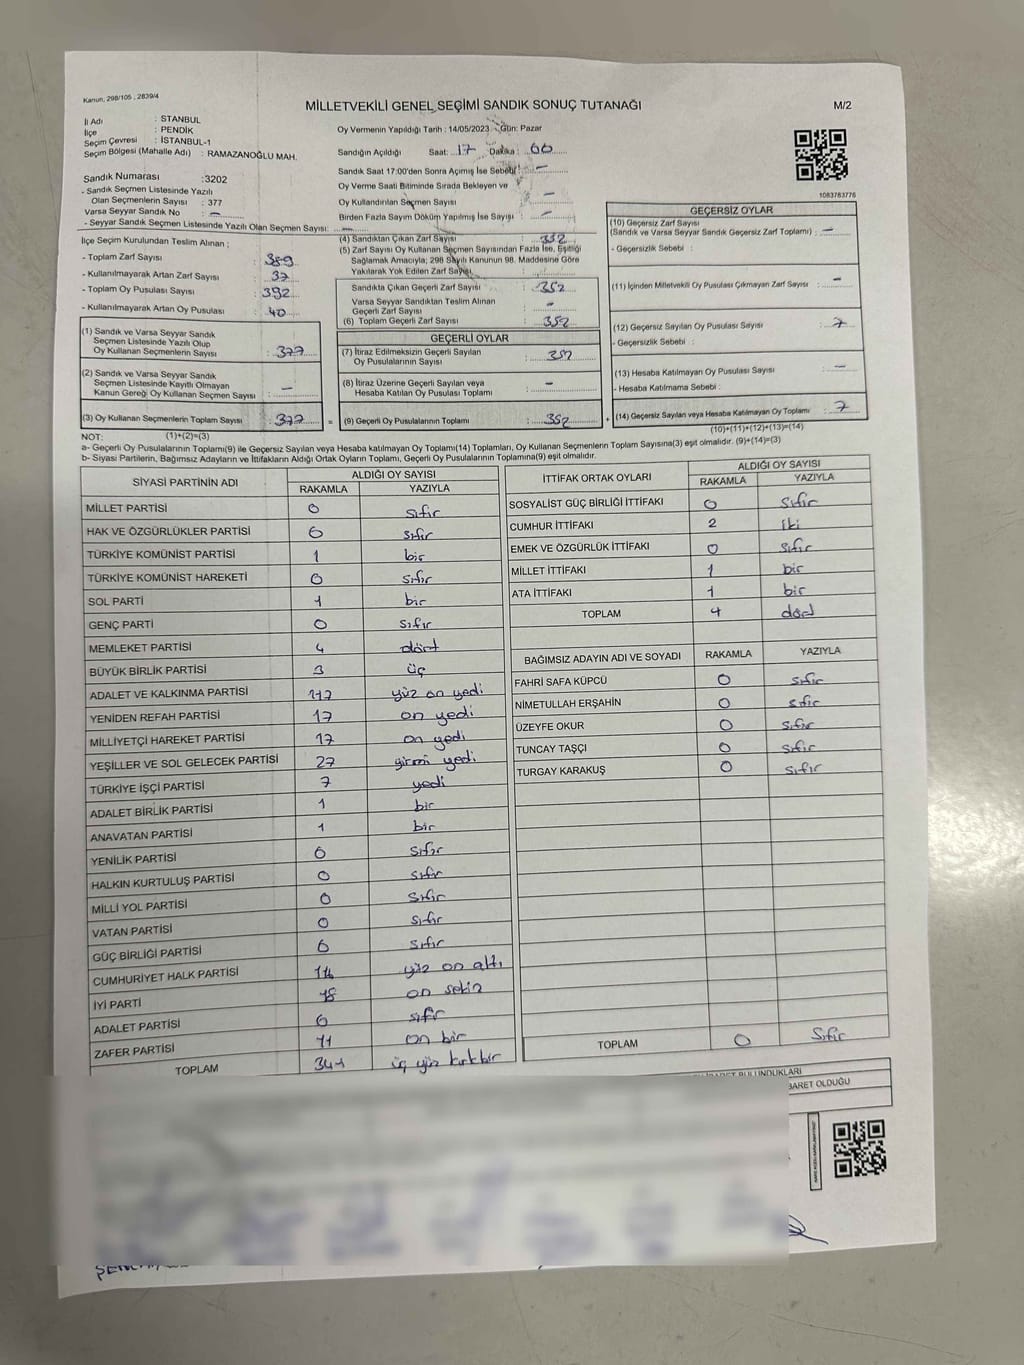 Kanun, 298/105 , 2839/4
MİLLETVEKİLİ GENEL SEÇİMİ SANDIK SONUÇ TUTANAĞI
M/2
İl Adı : STANBUL
İlçe : PENDİK
Seçim Çevresi : İSTANBUL-1
Seçim Bölgesi (Mahalle Adı) : RAMAZANOĞLU MAH.
Sandık Numarası :3202
- Sandık Seçmen Listesinde Yazılı
Olan Seçmenlerin Sayısı : 377
Varsa Seyyar Sandık No : —
- Seyyar Sandık Seçmen Listesinde Yazılı Olan Seçmen Sayısı: —
Oy Vermenin Yapıldığı Tarih : 14/05/2023 Gün: Pazar
Sandığın Açıldığı Saat: 17 Dakika : 00
Sandık Saat 17:00'den Sonra Açımış İse Sebebi : —
Oy Verme Saati Bitiminde Sırada Bekleyen ve
Oy Kullandırılan Seçmen Sayısı —
Birden Fazla Sayım Döküm Yapılmış İse Sayısı : —
1083783776
İlçe Seçim Kurulundan Teslim Alınan ;
- Toplam Zarf Sayısı : 389
- Kullanılmayarak Artan Zarf Sayısı : 37
- Toplam Oy Pusulası Sayısı : 392
- Kullanılmayarak Artan Oy Pusulası : 40
(1) Sandık ve Varsa Seyyar Sandık
Seçmen Listesinde Yazılı Olup
Oy Kullanan Seçmenlerin Sayısı : 377
(2) Sandık ve Varsa Seyyar Sandık
Seçmen Listesinde Kayıtlı Olmayan
Kanun Gereği Oy Kullanan Seçmen Sayısı : —
(3) Oy Kullanan Seçmenlerin Toplam Sayısı : 377
(4) Sandıktan Çıkan Zarf Sayısı : 352
(5) Zarf Sayısı Oy Kullanan Seçmen Sayısından Fazla İse, Eşitliği
Sağlamak Amacıyla; 298 Sayılı Kanunun 98. Maddesine Göre
Yakılarak Yok Edilen Zarf Sayısı
Sandıkta Çıkan Geçerli Zarf Sayısı : 352
Varsa Seyyar Sandıktan Teslim Alınan
Geçerli Zarf Sayısı : —
(6) Toplam Geçerli Zarf Sayısı : 352
GEÇERLİ OYLAR
(7) İtiraz Edilmeksizin Geçerli Sayılan
Oy Pusulalarının Sayısı : 352
(8) İtiraz Üzerine Geçerli Sayılan veya
Hesaba Katılan Oy Pusulası Toplamı : —
= (9) Geçerli Oy Pusulalarının Toplamı : 352
GEÇERSİZ OYLAR
(10) Geçersiz Zarf Sayısı
(Sandık ve Varsa Seyyar Sandık Geçersiz Zarf Toplamı) : —
- Geçersizlik Sebebi :
(11) İçinden Milletvekili Oy Pusulası Çıkmayan Zarf Sayısı : —
(12) Geçersiz Sayılan Oy Pusulası Sayısı : 7
- Geçersizlik Sebebi :
(13) Hesaba Katılmayan Oy Pusulası Sayısı : —
- Hesaba Katılmama Sebebi :
+ (14) Geçersiz Sayılan veya Hesaba Katılmayan Oy Toplamı : 7
NOT: (1)+(2)=(3)
(10)+(11)+(12)+(13)=(14)
a- Geçerli Oy Pusulalarının Toplamı(9) ile Geçersiz Sayılan veya Hesaba katılmayan Oy Toplamı(14) Toplamları, Oy Kullanan Seçmenlerin Toplam Sayısına(3) eşit olmalıdır. (9)+(14)=(3)
b- Siyasi Partilerin, Bağımsız Adayların ve İttifakların Aldığı Ortak Oyların Toplamı, Geçerli Oy Pusulalarının Toplamına(9) eşit olmalıdır.
SİYASİ PARTİNİN ADI ALDIĞI OY SAYISI
RAKAMLA YAZIYLA
MİLLET PARTİSİ 0 sıfır
HAK VE ÖZGÜRLÜKLER PARTİSİ 0 sıfır
TÜRKİYE KOMÜNİST PARTİSİ 1 bir
TÜRKİYE KOMÜNİST HAREKETİ 0 sıfır
SOL PARTİ 1 bir
GENÇ PARTİ 0 sıfır
MEMLEKET PARTİSİ 4 dört
BÜYÜK BİRLİK PARTİSİ 3 üç
ADALET VE KALKINMA PARTİSİ 117 yüz on yedi
YENİDEN REFAH PARTİSİ 17 on yedi
MİLLİYETÇİ HAREKET PARTİSİ 17 on yedi
YEŞİLLER VE SOL GELECEK PARTİSİ 27 girmi yedi
TÜRKİYE İŞÇİ PARTİSİ 7 yedi
ADALET BİRLİK PARTİSİ 1 bir
ANAVATAN PARTİSİ 1 bir
YENİLİK PARTİSİ 0 sıfır
HALKIN KURTULUŞ PARTİSİ 0 sıfır
MİLLİ YOL PARTİSİ 0 sıfır
VATAN PARTİSİ 0 sıfır
GÜÇ BİRLİĞİ PARTİSİ 0 sıfır
CUMHURİYET HALK PARTİSİ 116 yüz on altı
İYİ PARTİ 18 on sekiz
ADALET PARTİSİ 0 sıfır
ZAFER PARTİSİ 11 on bir
TOPLAM 341 üç yüz kırkbir
İTTİFAK ORTAK OYLARI ALDIĞI OY SAYISI
RAKAMLA YAZIYLA
SOSYALİST GÜÇ BİRLİĞİ İTTİFAKI 0 sıfır
CUMHUR İTTİFAKI 2 iki
EMEK VE ÖZGÜRLÜK İTTİFAKI 0 sıfır
MİLLET İTTİFAKI 1 bir
ATA İTTİFAKI 1 bir
TOPLAM 4 dört
BAĞIMSIZ ADAYIN ADI VE SOYADI RAKAMLA YAZIYLA
FAHRİ SAFA KÜPCÜ 0 sıfır
NİMETULLAH ERŞAHİN 0 sıfır
ÜZEYFE OKUR 0 sıfır
TUNCAY TAŞÇI 0 sıfır
TURGAY KARAKUŞ 0 sıfır
TOPLAM 0 Sıfır
BULUNDUKLARI
BARET OLDUĞU